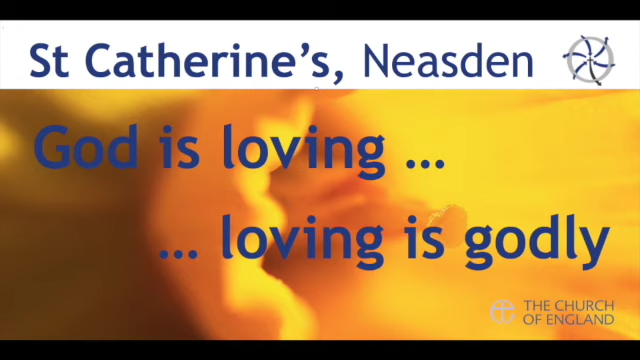 St Catherine's, Neasden
God is loving ...
... loving is godly
THE CHURCH
OF ENGLAND